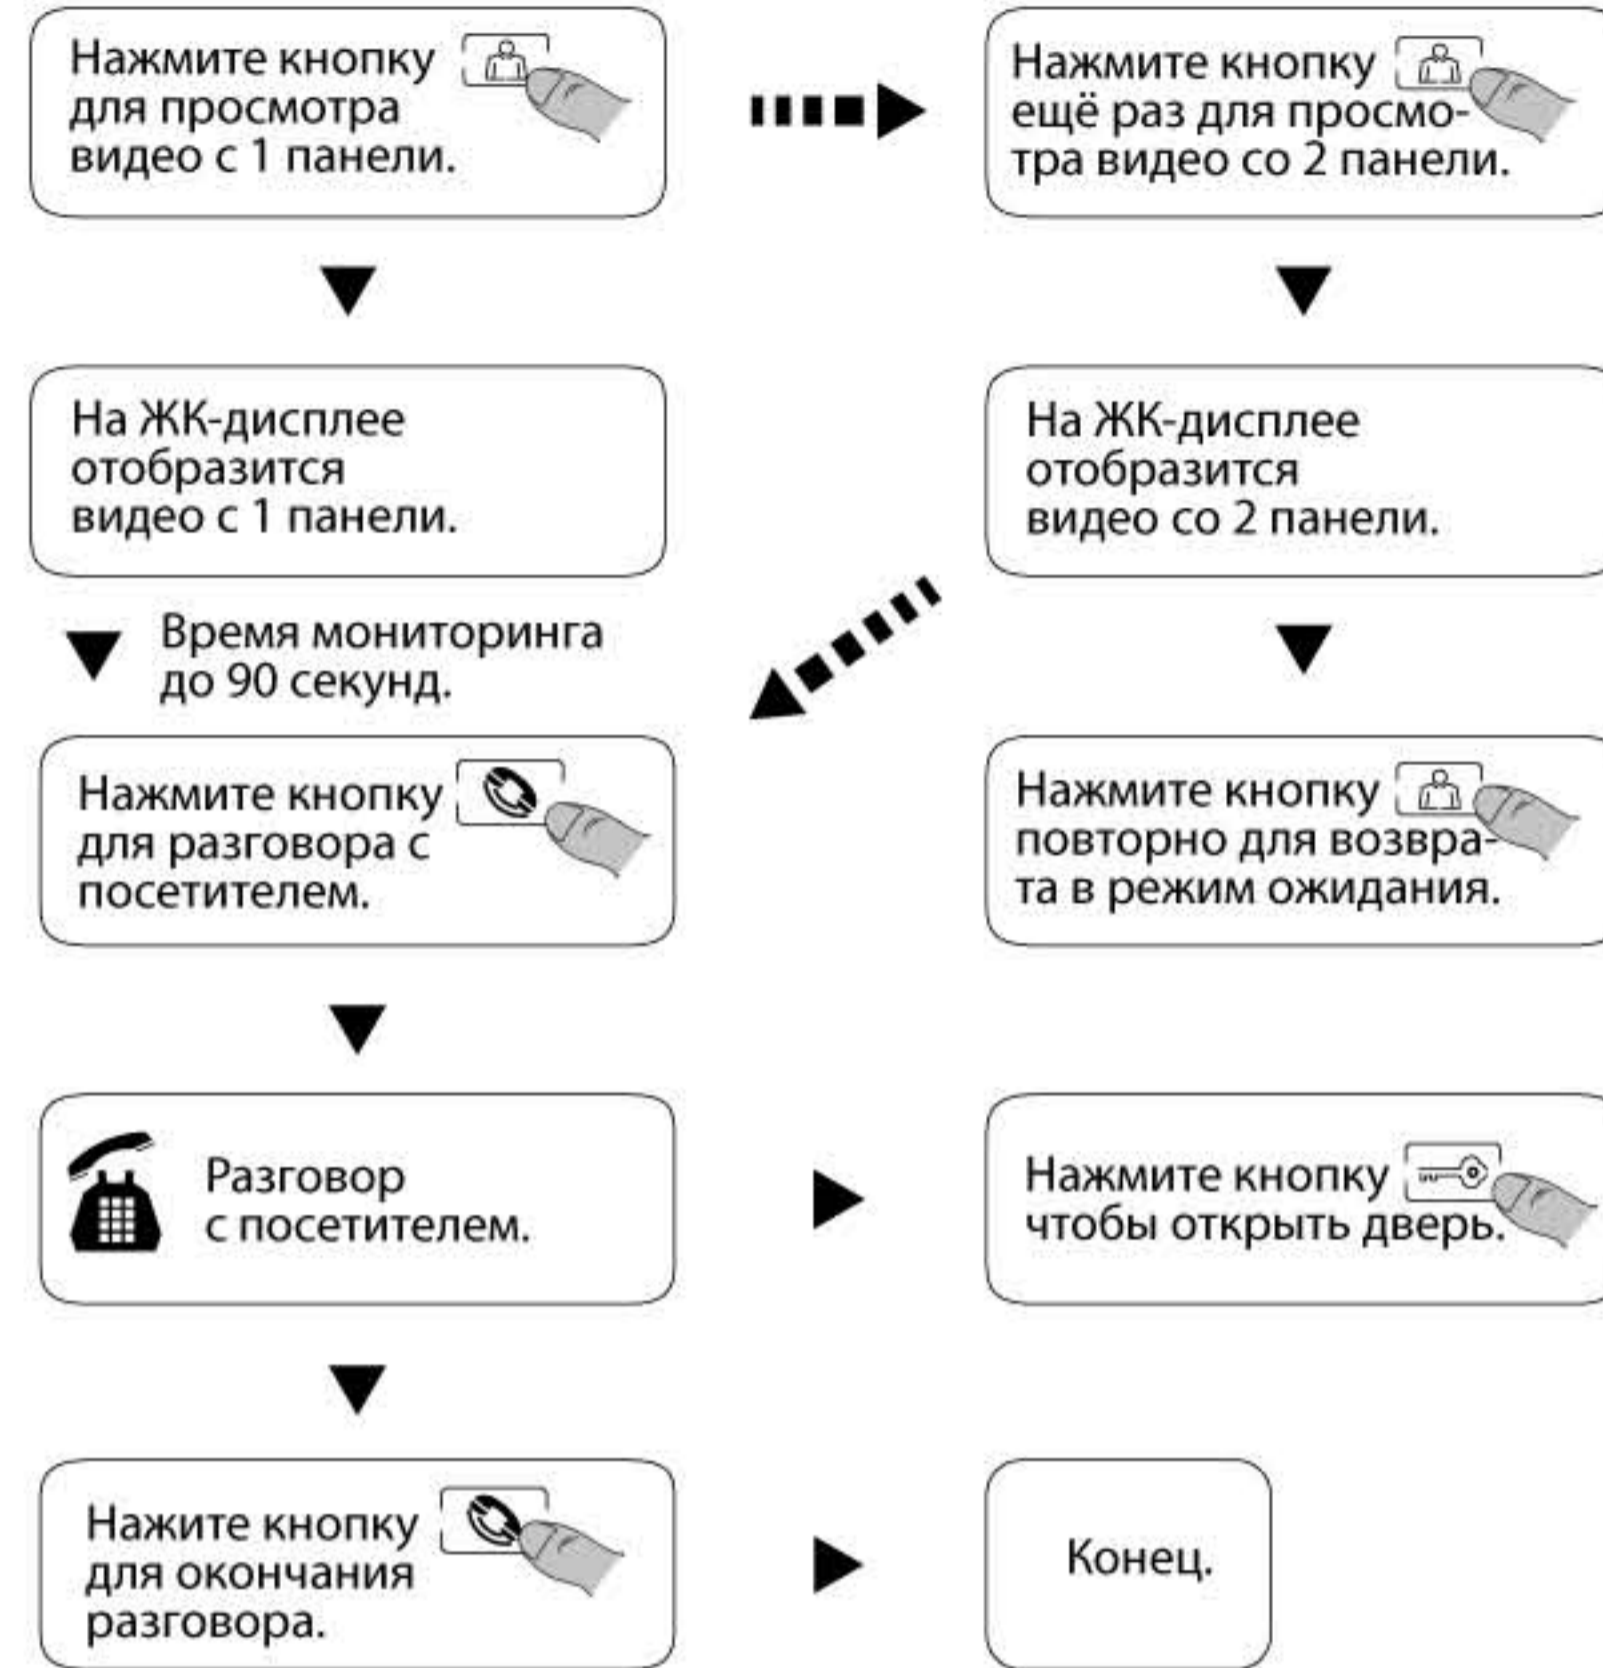 Нажмите кнопку
для просмотра
видео с 1 панели.
Нажмите кнопку
ещё раз для просмо-
тра видео со 2 панели.
На ЖК-дисплее
отобразится
видео с 1 панели.
На ЖК-дисплее
отобразится
видео со 2 панели.
Время мониторинга
до 90 секунд.
Нажмите кнопку
для разговора с
посетителем.
Нажмите кнопку
повторно для возвра-
та в режим ожидания.
Разговор
с посетителем.
Нажмите кнопку
чтобы открыть дверь.
Нажите кнопку
для окончания
разговора.
Конец.